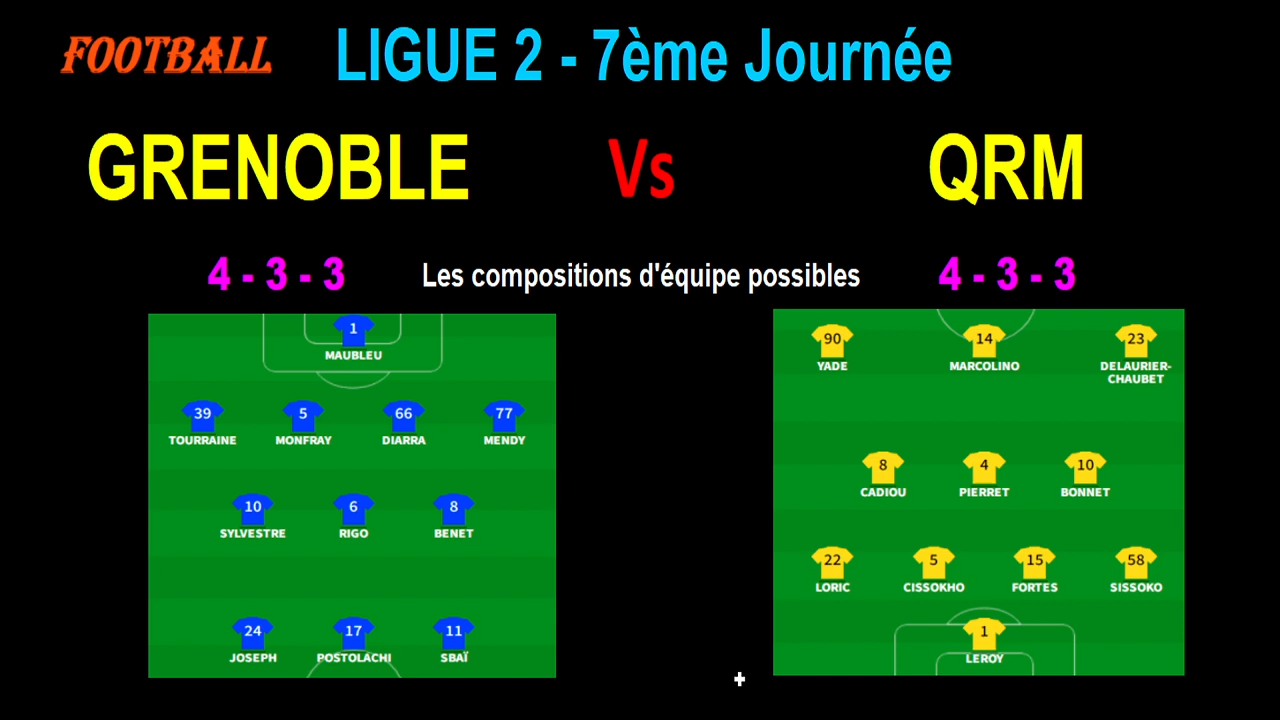 FOOTBALL
LIGUE 2 - 7ème Journée
GRENOBLE Vs QRM
4 - 3 - 3 Les compositions d'équipe possibles 4 - 3 - 3
1
MAUBLEU
39 5 66 77
TOURRAINE MONFRAY DIARRA MENDY
10 6 8
SYLVESTRE RIGO BENET
24 17 11
JOSEPH POSTOLACHI SBAÏ
90 14 23
YADE MARCOLINO DELAURIER-
CHAUBET
8 4 10
CADIOU PIERRET BONNET
22 5 15 58
LORIC CISSOKHO FORTES SISSOKO
1
LEROY
+